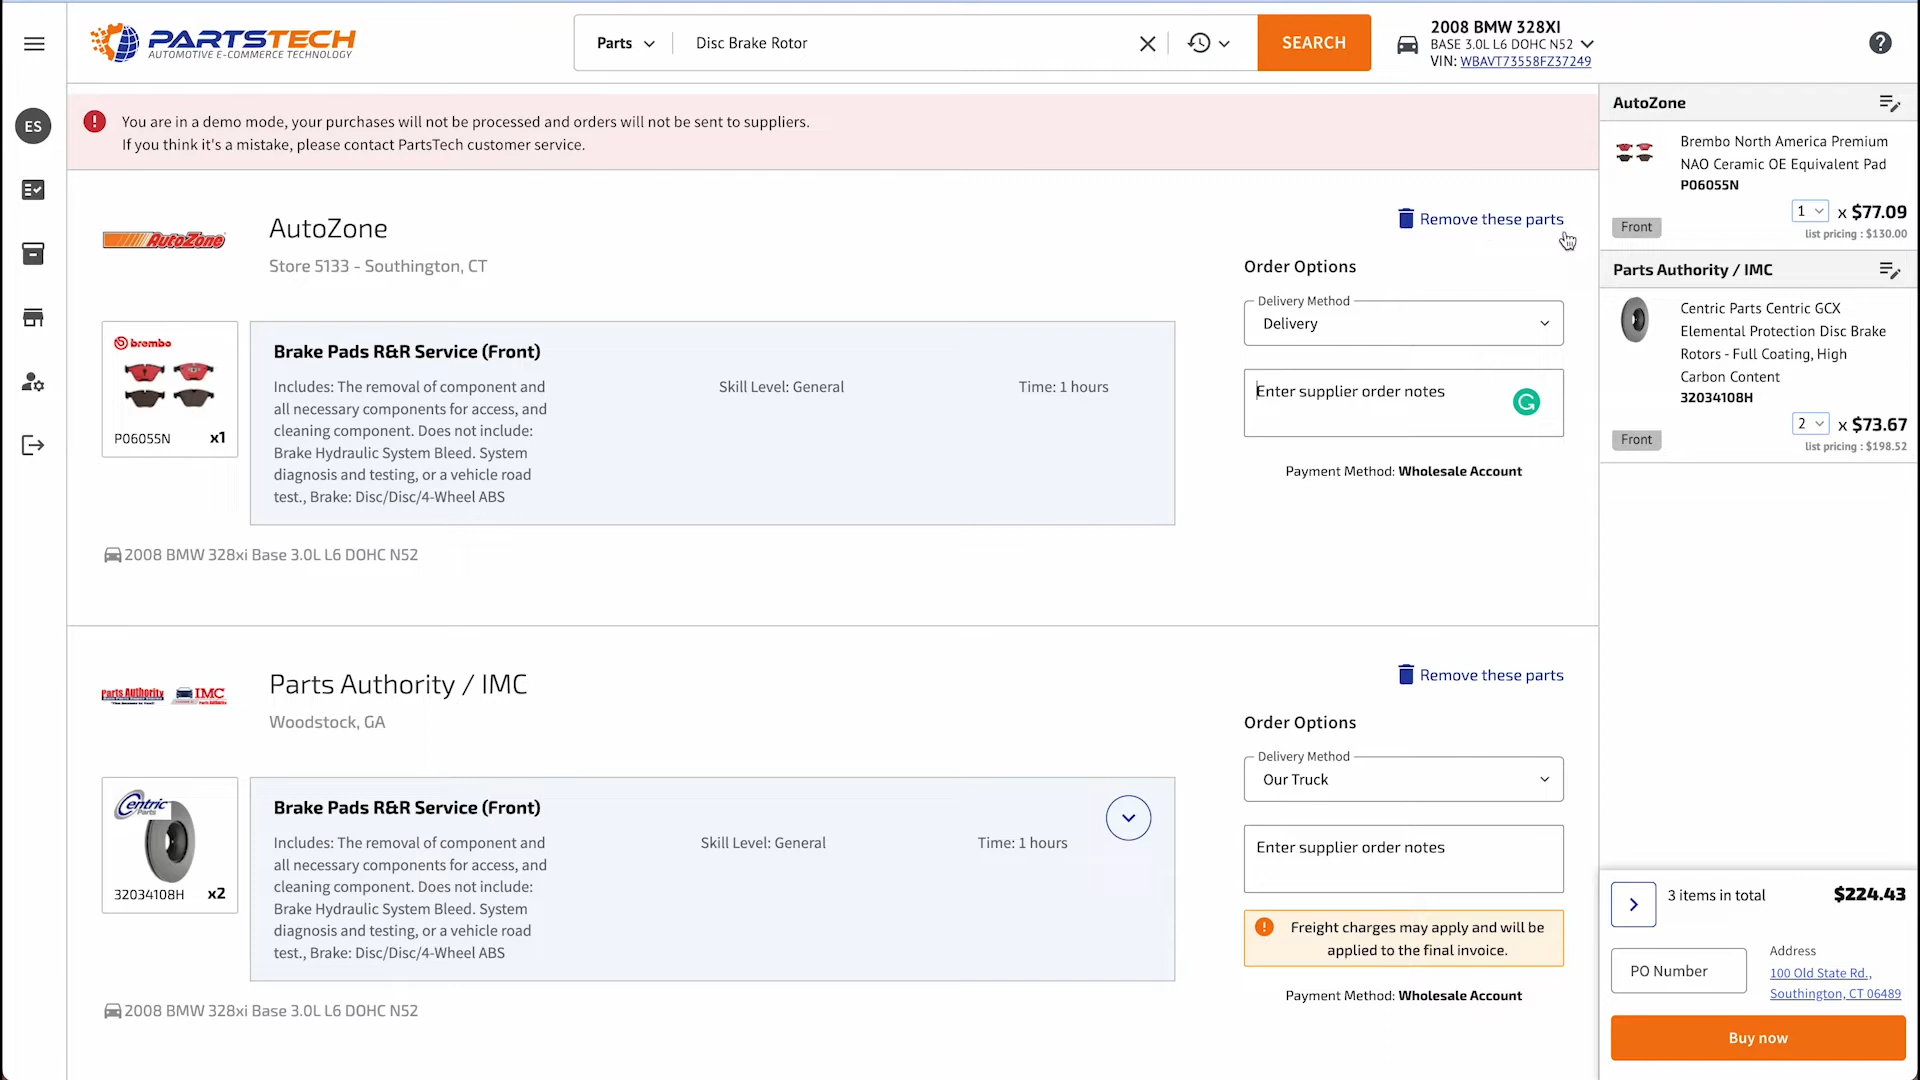 PARTSTECH
AUTOMOTIVE E-COMMERCE TECHNOLOGY
Parts
Disc Brake Rotor
SEARCH
2008 BMW 328XI
BASE 3.0L L6 DOHC N52
VIN: WBAVT73558FZ37249
ES
You are in a demo mode, your purchases will not be processed and orders will not be sent to suppliers.
If you think it's a mistake, please contact PartsTech customer service.
AutoZone
AutoZone
Store 5133 - Southington, CT
Remove these parts
Order Options
Delivery Method
Delivery
Enter supplier order notes
Payment Method: Wholesale Account
brembo
P06055N x1
Brake Pads R&R Service (Front)
Includes: The removal of component and
all necessary components for access, and
cleaning component. Does not include:
Brake Hydraulic System Bleed. System
diagnosis and testing, or a vehicle road
test., Brake: Disc/Disc/4-Wheel ABS
Skill Level: General
Time: 1 hours
2008 BMW 328xi Base 3.0L L6 DOHC N52
Parts Authority
IMC
Parts Authority / IMC
Woodstock, GA
Remove these parts
Order Options
Delivery Method
Our Truck
Enter supplier order notes
Freight charges may apply and will be
applied to the final invoice.
Payment Method: Wholesale Account
Centric
Parts
32034108H x2
Brake Pads R&R Service (Front)
Includes: The removal of component and
all necessary components for access, and
cleaning component. Does not include:
Brake Hydraulic System Bleed. System
diagnosis and testing, or a vehicle road
test., Brake: Disc/Disc/4-Wheel ABS
Skill Level: General
Time: 1 hours
2008 BMW 328xi Base 3.0L L6 DOHC N52
AutoZone
Brembo North America Premium
NAO Ceramic OE Equivalent Pad
P06055N
1 x $77.09
Front
list pricing : $130.00
Parts Authority / IMC
Centric Parts Centric GCX
Elemental Protection Disc Brake
Rotors - Full Coating, High
Carbon Content
32034108H
2 x $73.67
Front
list pricing : $198.52
3 items in total $224.43
PO Number
Address
100 Old State Rd.,
Southington, CT 06489
Buy now